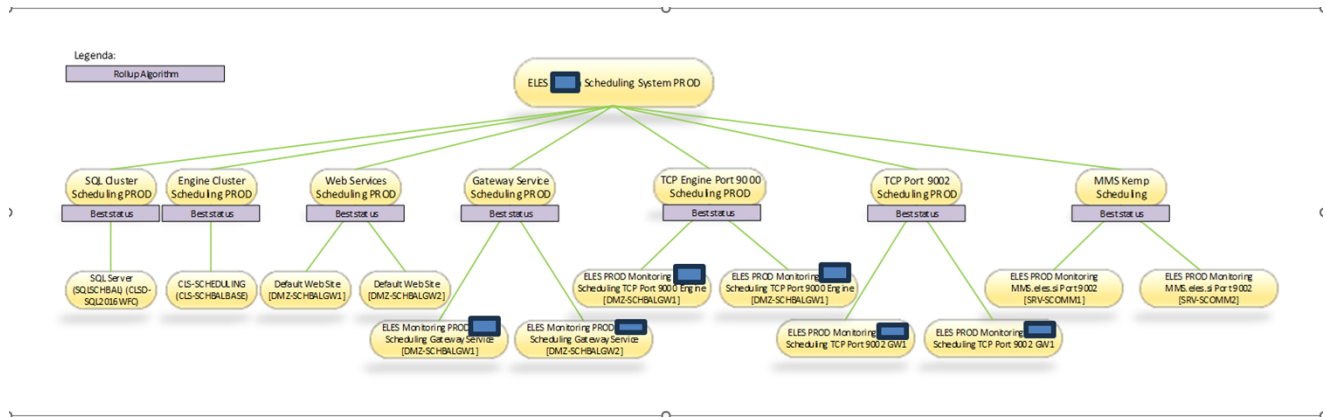 Legenda:
Rollup Algorithm
ELES Scheduling System PROD
SQL Cluster
Scheduling PROD
Best status
Engine Cluster
Scheduling PROD
Best status
Web Services
Scheduling PROD
Best status
Gateway Service
Scheduling PROD
Best status
TCP Engine Port 9000
Scheduling PROD
Best status
TCP Port 9002
Scheduling PROD
Best status
MMS Kemp
Scheduling
Best status
SQL Server
(SQLSCHBAL) (CLSD-
SQL2016WFC)
CLS-SCHEDULING
(CLS-SCHBALBASE)
Default Web Site
[DMZ-SCHBALGW1]
Default Web Site
[DMZ-SCHBALGW2]
ELES Monitoring PROD
Scheduling Gateway Service
[DMZ-SCHBALGW1]
ELES Monitoring PROD
Scheduling Gateway Service
[DMZ-SCHBALGW2]
ELES PROD Monitoring
Scheduling TCP Port 9000 Engine
[DMZ-SCHBALGW1]
ELES PROD Monitoring
Scheduling TCP Port 9000 Engine
[DMZ-SCHBALGW1]
ELES PROD Monitoring
Scheduling TCP Port 9002 GW1
ELES PROD Monitoring
Scheduling TCP Port 9002 GW1
ELES PROD Monitoring
MMS.eles.si Port 9002
[SRV-SCOMM1]
ELES PROD Monitoring
MMS.eles.si Port 9002
[SRV-SCOMM2]